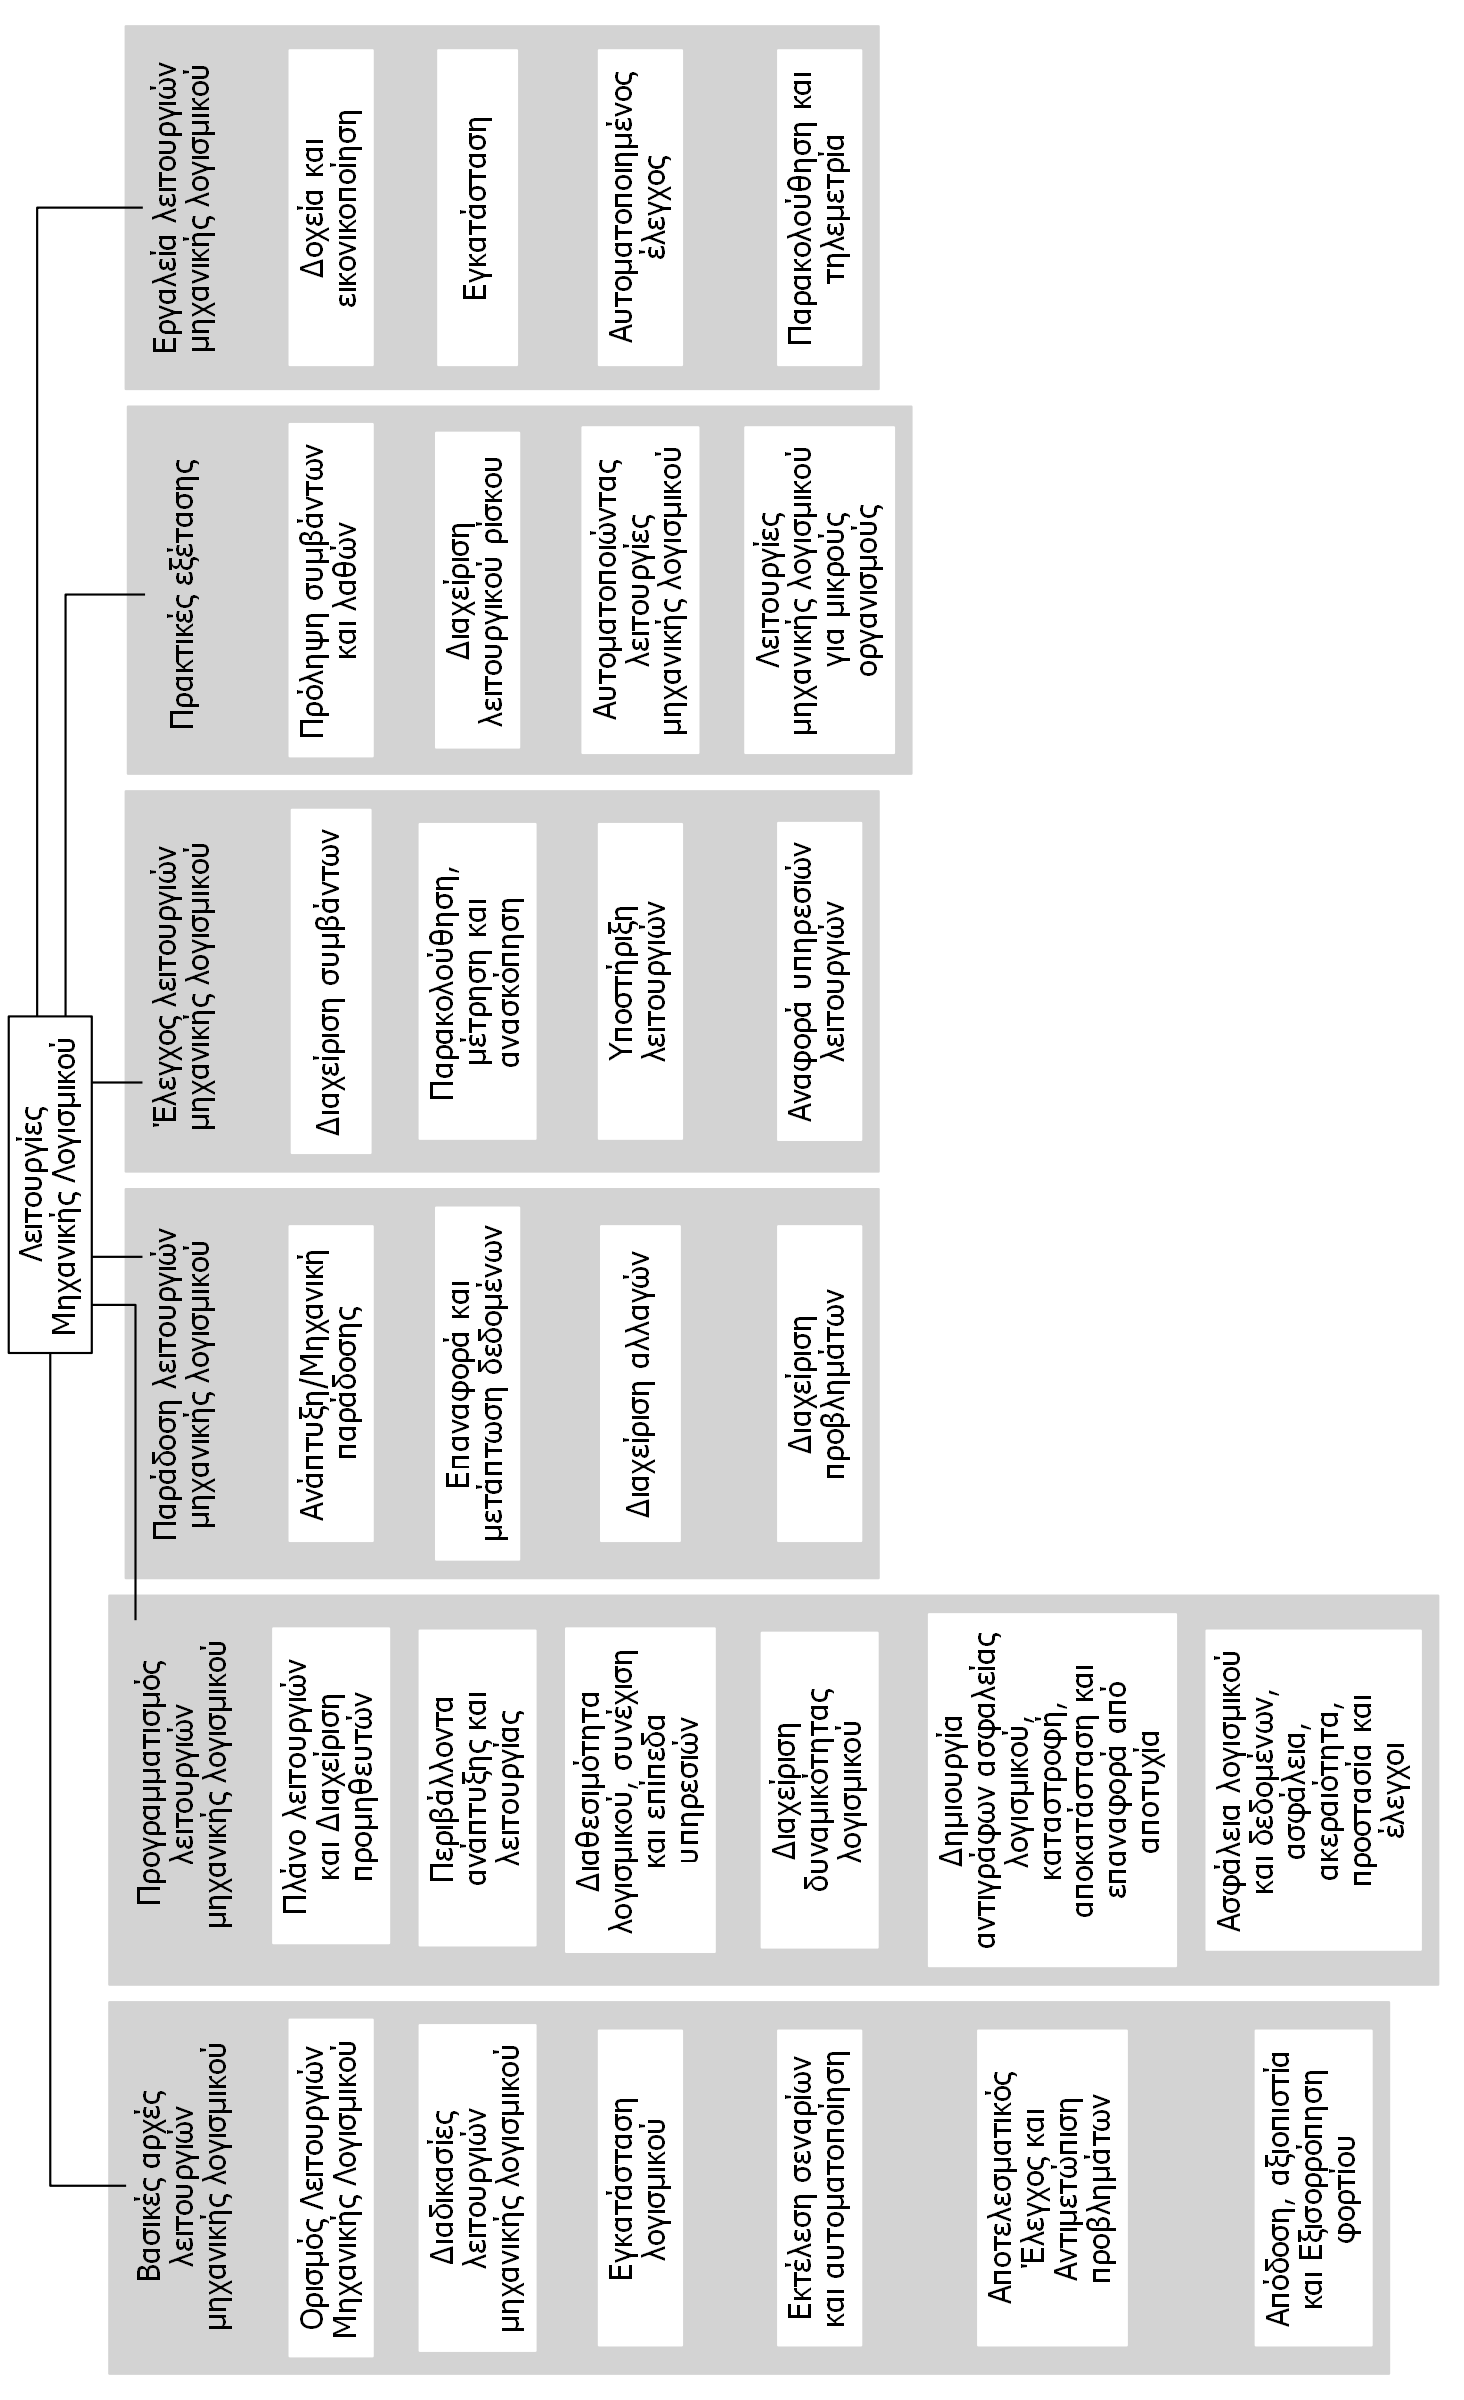 Λειτουργίες
Μηχανικής Λογισμικού
Βασικές αρχές
λειτουργιών
μηχανικής λογισμικού
Ορισμός Λειτουργιών
Μηχανικής Λογισμικού
Διαδικασίες
λειτουργιών
μηχανικής λογισμικού
Εγκατάσταση
λογισμικού
Εκτέλεση σεναρίων
και αυτοματοποίηση
Αποτελεσματικός
Έλεγχος και
Αντιμετώπιση
προβλημάτων
Απόδοση, αξιοπιστία
και Εξισορρόπηση
φορτίου
Προγραμματισμός
λειτουργιών
μηχανικής λογισμικού
Πλάνο λειτουργιών
και Διαχείριση
προμηθευτών
Περιβάλλοντα
ανάπτυξης και
λειτουργίας
Διαθεσιμότητα
λογισμικού, συνέχιση
και επίπεδα
υπηρεσιών
Διαχείριση
δυναμικότητας
λογισμικού
Δημιουργία
αντιγράφων ασφαλείας
λογισμικού,
καταστροφή,
αποκατάσταση και
επαναφορά από
αποτυχία
Ασφάλεια λογισμικού
και δεδομένων,
ασφάλεια,
ακεραιότητα,
προστασία και
έλεγχοι
Παράδοση λειτουργιών
μηχανικής λογισμικού
Ανάπτυξη/Μηχανική
παράδοσης
Επαναφορά και
μετάπτωση δεδομένων
Διαχείριση αλλαγών
Διαχείριση
προβλημάτων
Έλεγχος λειτουργιών
μηχανικής λογισμικού
Διαχείριση συμβάντων
Παρακολούθηση,
μέτρηση και
ανασκόπηση
Υποστήριξη
λειτουργιών
Αναφορά υπηρεσιών
λειτουργιών
Πρακτικές εξέτασης
Πρόληψη συμβάντων
και λαθών
Διαχείριση
λειτουργικού ρίσκου
Αυτοματοποιώντας
λειτουργίες
μηχανικής λογισμικού
Λειτουργίες
μηχανικής λογισμικού
για μικρούς
οργανισμούς
Εργαλεία λειτουργιών
μηχανικής λογισμικού
Δοχεία και
εικονικοποίηση
Εγκατάσταση
Αυτοματοποιημένος
έλεγχος
Παρακολούθηση και
τηλεμετρία